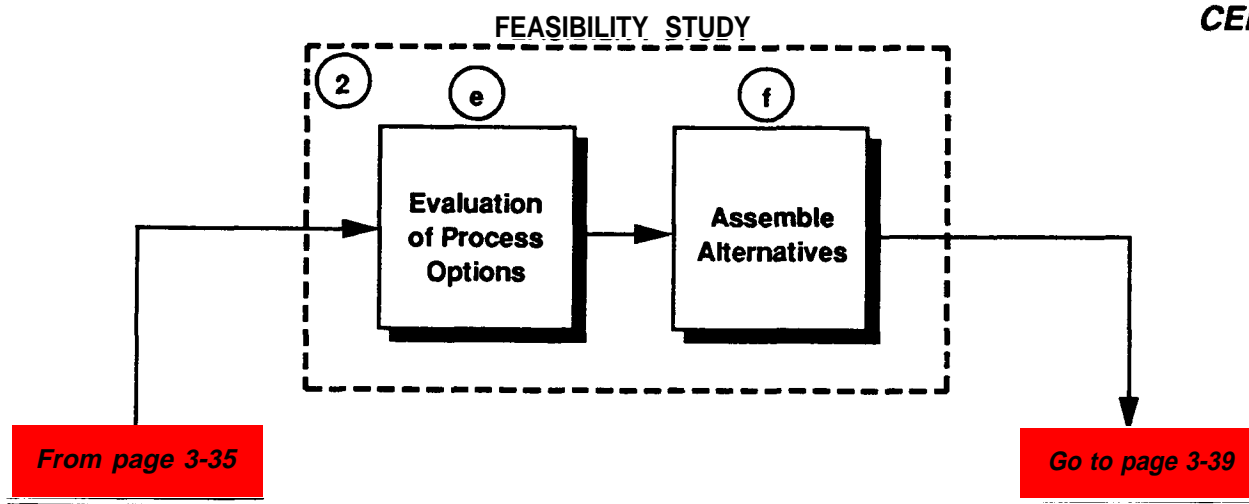 FEASIBILITY STUDY
2
e
f
Evaluation
of Process
Options
Assemble
Alternatives
From page 3-35
Go to page 3-39